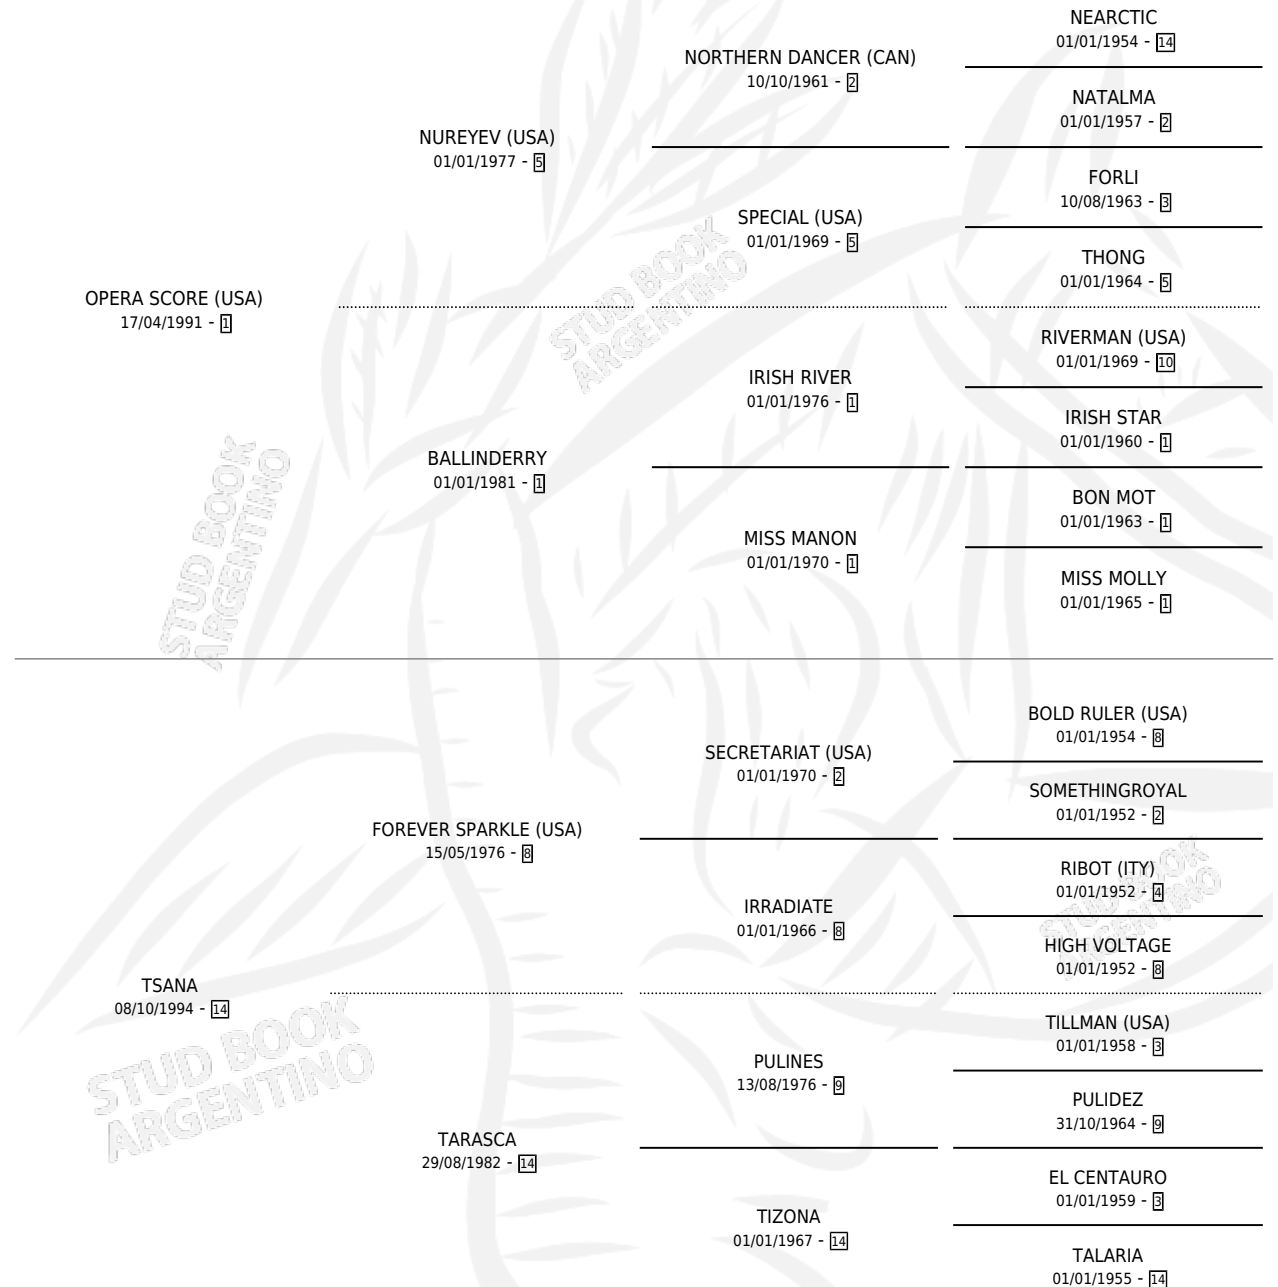 NEARCTIC
01/01/1954 - 14
NORTHERN DANCER (CAN)
10/10/1961 - 2
NATALMA
01/01/1957 - 2
NUREYEV (USA)
01/01/1977 - 5
FORLI
10/08/1963 - 3
SPECIAL (USA)
01/01/1969 - 5
THONG
01/01/1964 - 5
OPERA SCORE (USA)
17/04/1991 - 1
RIVERMAN (USA)
01/01/1969 - 10
IRISH RIVER
01/01/1976 - 1
IRISH STAR
01/01/1960 - 1
BALLINDERRY
01/01/1981 - 1
BON MOT
01/01/1963 - 1
MISS MANON
01/01/1970 - 1
MISS MOLLY
01/01/1965 - 1
BOLD RULER (USA)
01/01/1954 - 8
SECRETARIAT (USA)
01/01/1970 - 2
SOMETHINGROYAL
01/01/1952 - 2
FOREVER SPARKLE (USA)
15/05/1976 - 8
RIBOT (ITY)
01/01/1952 - 4
IRRADIATE
01/01/1966 - 8
HIGH VOLTAGE
01/01/1952 - 8
TSANA
08/10/1994 - 14
TILLMAN (USA)
01/01/1958 - 3
PULINES
13/08/1976 - 9
PULIDEZ
31/10/1964 - 9
TARASCA
29/08/1982 - 14
EL CENTAURO
01/01/1959 - 3
TIZONA
01/01/1967 - 14
TALARIA
01/01/1955 - 14
STUD BOOK
ARGENTINO
STUD BOOK
ARGENTINO
STUD BOOK
ARGENTINO
STUD BOOK
ARGENTINO